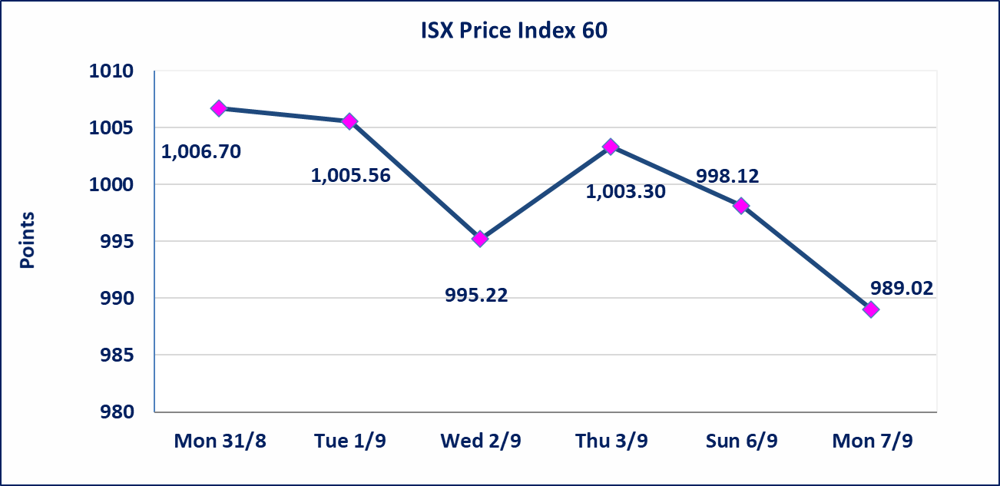 ISX Price Index 60
Points
1010
1005
1000
995
990
985
980
1,006.70
1,005.56
995.22
1,003.30
998.12
989.02
Mon 31/8
Tue 1/9
Wed 2/9
Thu 3/9
Sun 6/9
Mon 7/9